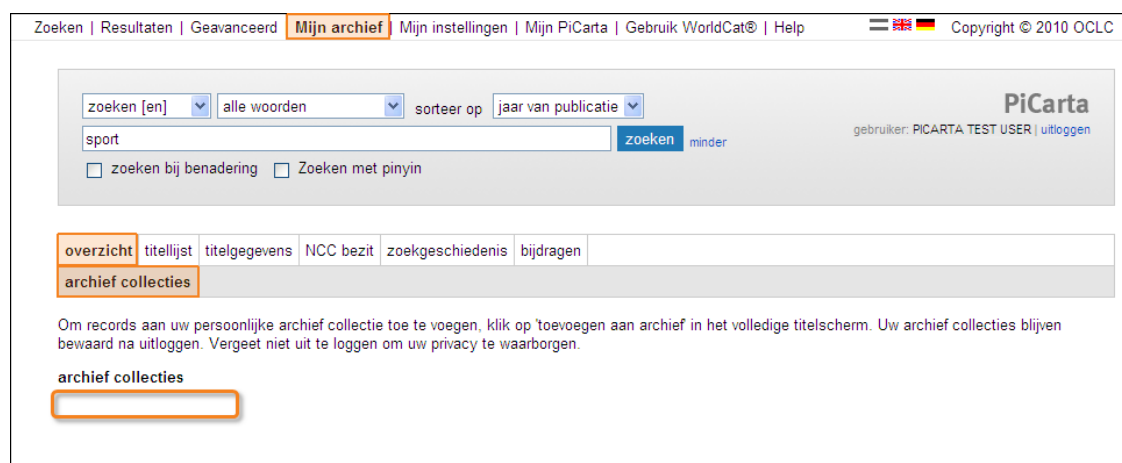 Zoeken | Resultaten | Geavanceerd | Mijn archief | Mijn instellingen | Mijn PiCarta | Gebruik WorldCat® | Help Copyright © 2010 OCLC
zoeken [en] alle woorden sorteer op jaar van publicatie
PiCarta
sport zoeken minder
gebruiker: PICARTA TEST USER | uitloggen
zoeken bij benadering Zoeken met pinyin
overzicht titellijst titelgegevens NCC bezit zoekgeschiedenis bijdragen
archief collecties
Om records aan uw persoonlijke archief collectie toe te voegen, klik op 'toevoegen aan archief' in het volledige titelscherm. Uw archief collecties blijven
bewaard na uitloggen. Vergeet niet uit te loggen om uw privacy te waarborgen.
archief collecties